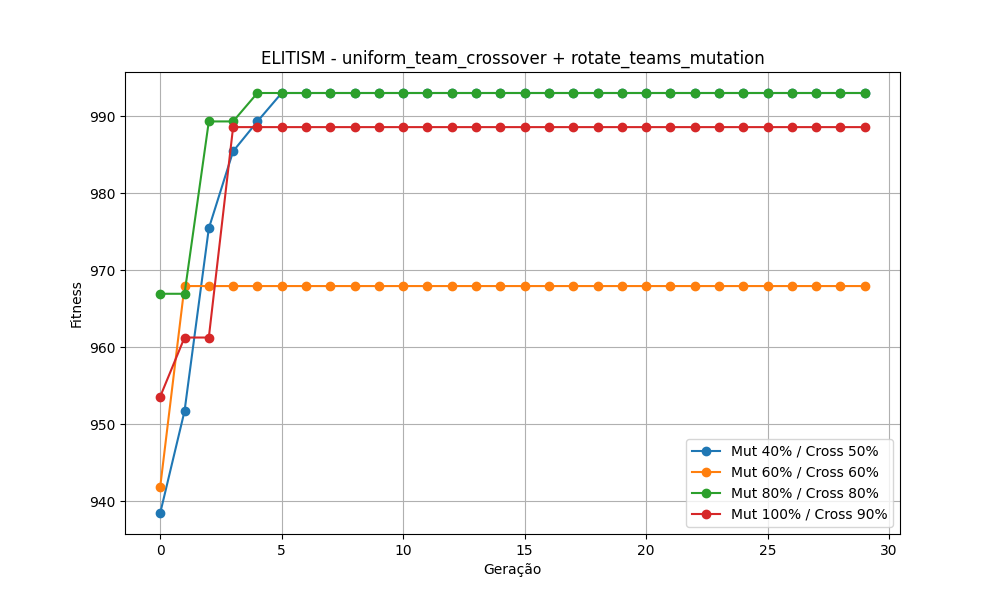 ELITISM - uniform_team_crossover + rotate_teams_mutation
Fitness
990
980
970
960
950
940
0 5 10 15 20 25 30
Geração
Mut 40% / Cross 50%
Mut 60% / Cross 60%
Mut 80% / Cross 80%
Mut 100% / Cross 90%